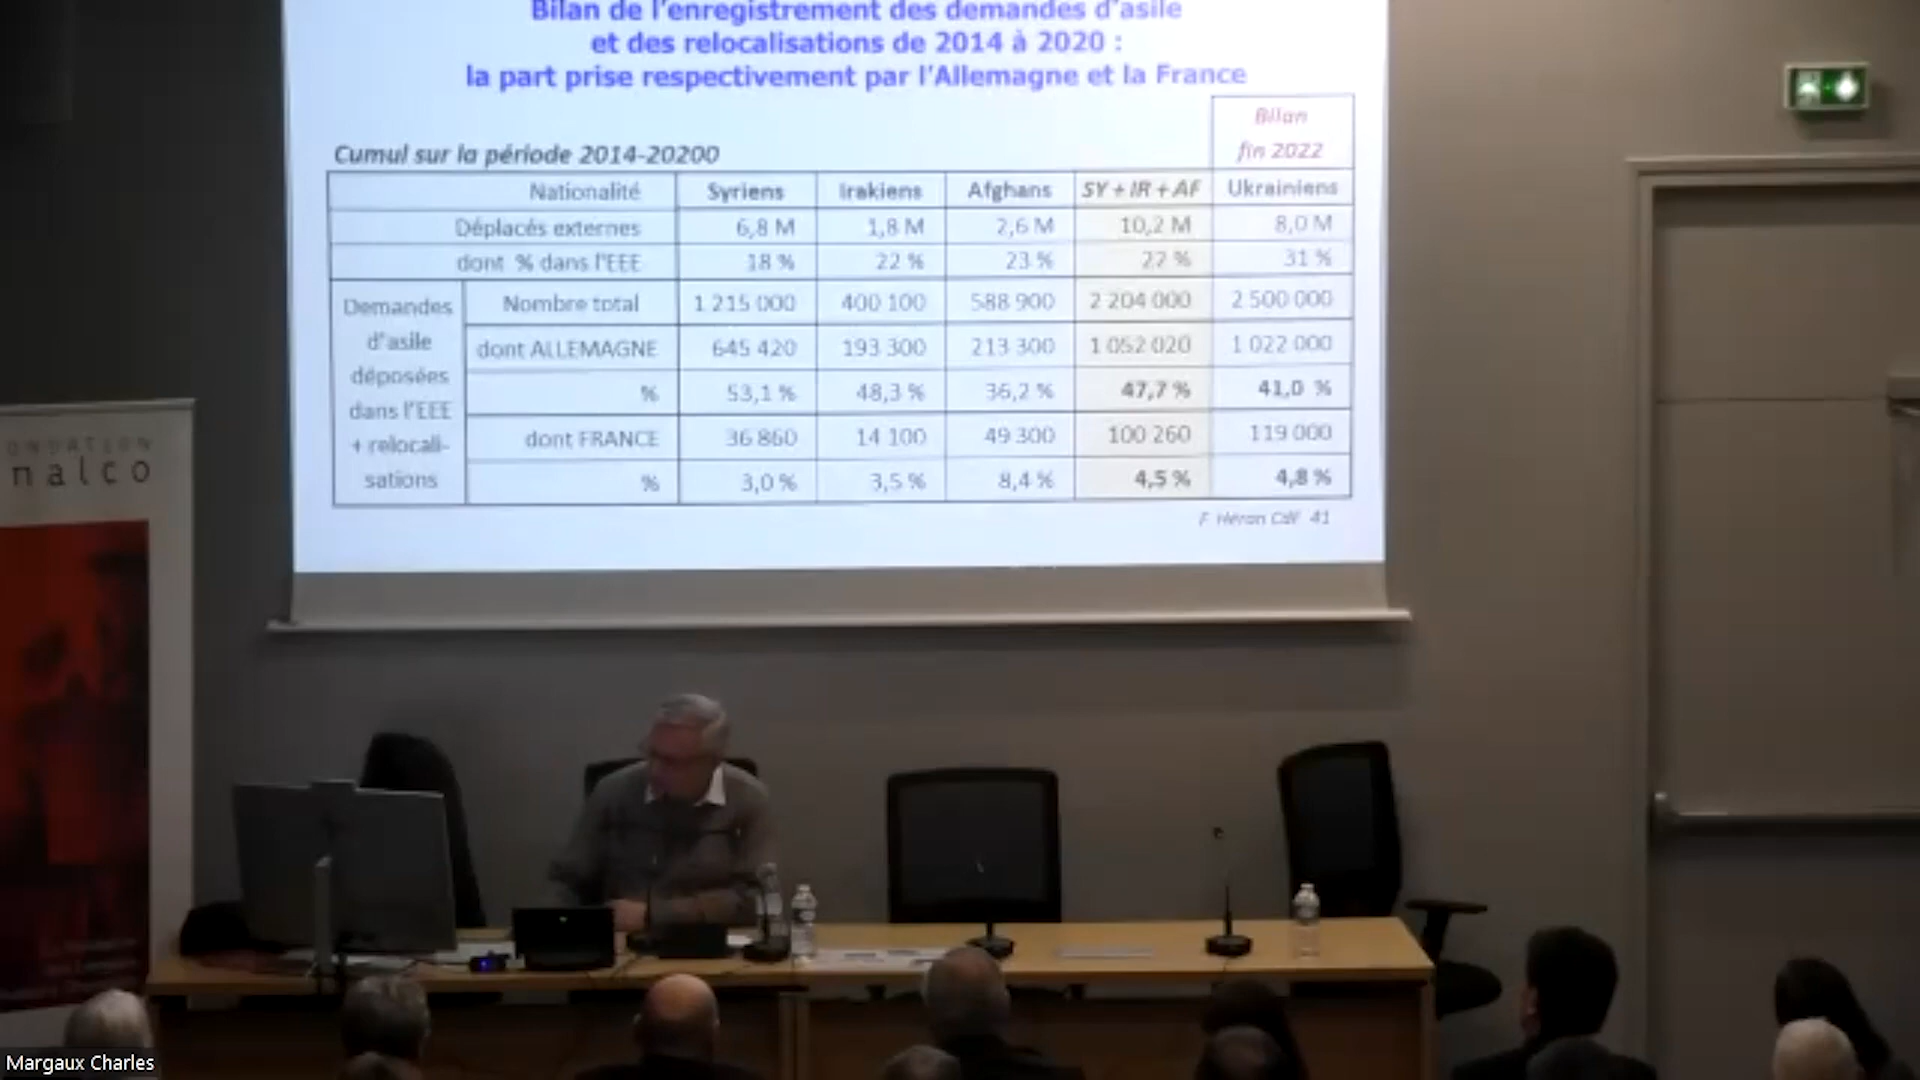 Bilan de l'enregistrement des demandes d'asile
et des relocalisations de 2014 à 2020 :
la part prise respectivement par l'Allemagne et la France
Bilan
fin 2022
Cumul sur la période 2014-20200
Nationalité Syriens Irakiens Afghans SY + IR + AF Ukrainiens
Déplacés externes 6,8 M 1,8 M 2,6 M 10,2 M 8,0 M
dont % dans l'EEE 18 % 22 % 23 % 22 % 31 %
Demandes
d'asile
déposées
dans l'EEE
+ relocali-
sations
Nombre total 1 215 000 400 100 588 900 2 204 000 2 500 000
dont ALLEMAGNE 645 420 193 300 213 300 1 052 020 1 022 000
% 53,1 % 48,3 % 36,2 % 47,7 % 41,0 %
dont FRANCE 36 860 14 100 49 300 100 260 119 000
% 3,0 % 3,5 % 8,4 % 4,5 % 4,8 %
F Héran CdF 41
ONDATION
nalco
Margaux Charles